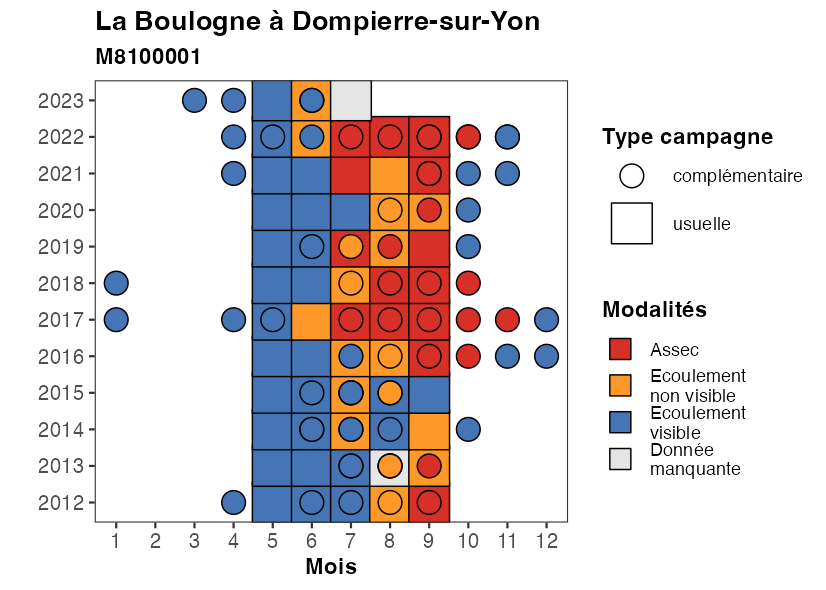 La Boulogne à Dompierre-sur-Yon
M8100001
2023
2022
2021
2020
2019
2018
2017
2016
2015
2014
2013
2012
1 2 3 4 5 6 7 8 9 10 11 12
Mois
Type campagne
complémentaire
usuelle
Modalités
Assec
Ecoulement
non visible
Ecoulement
visible
Donnée
manquante